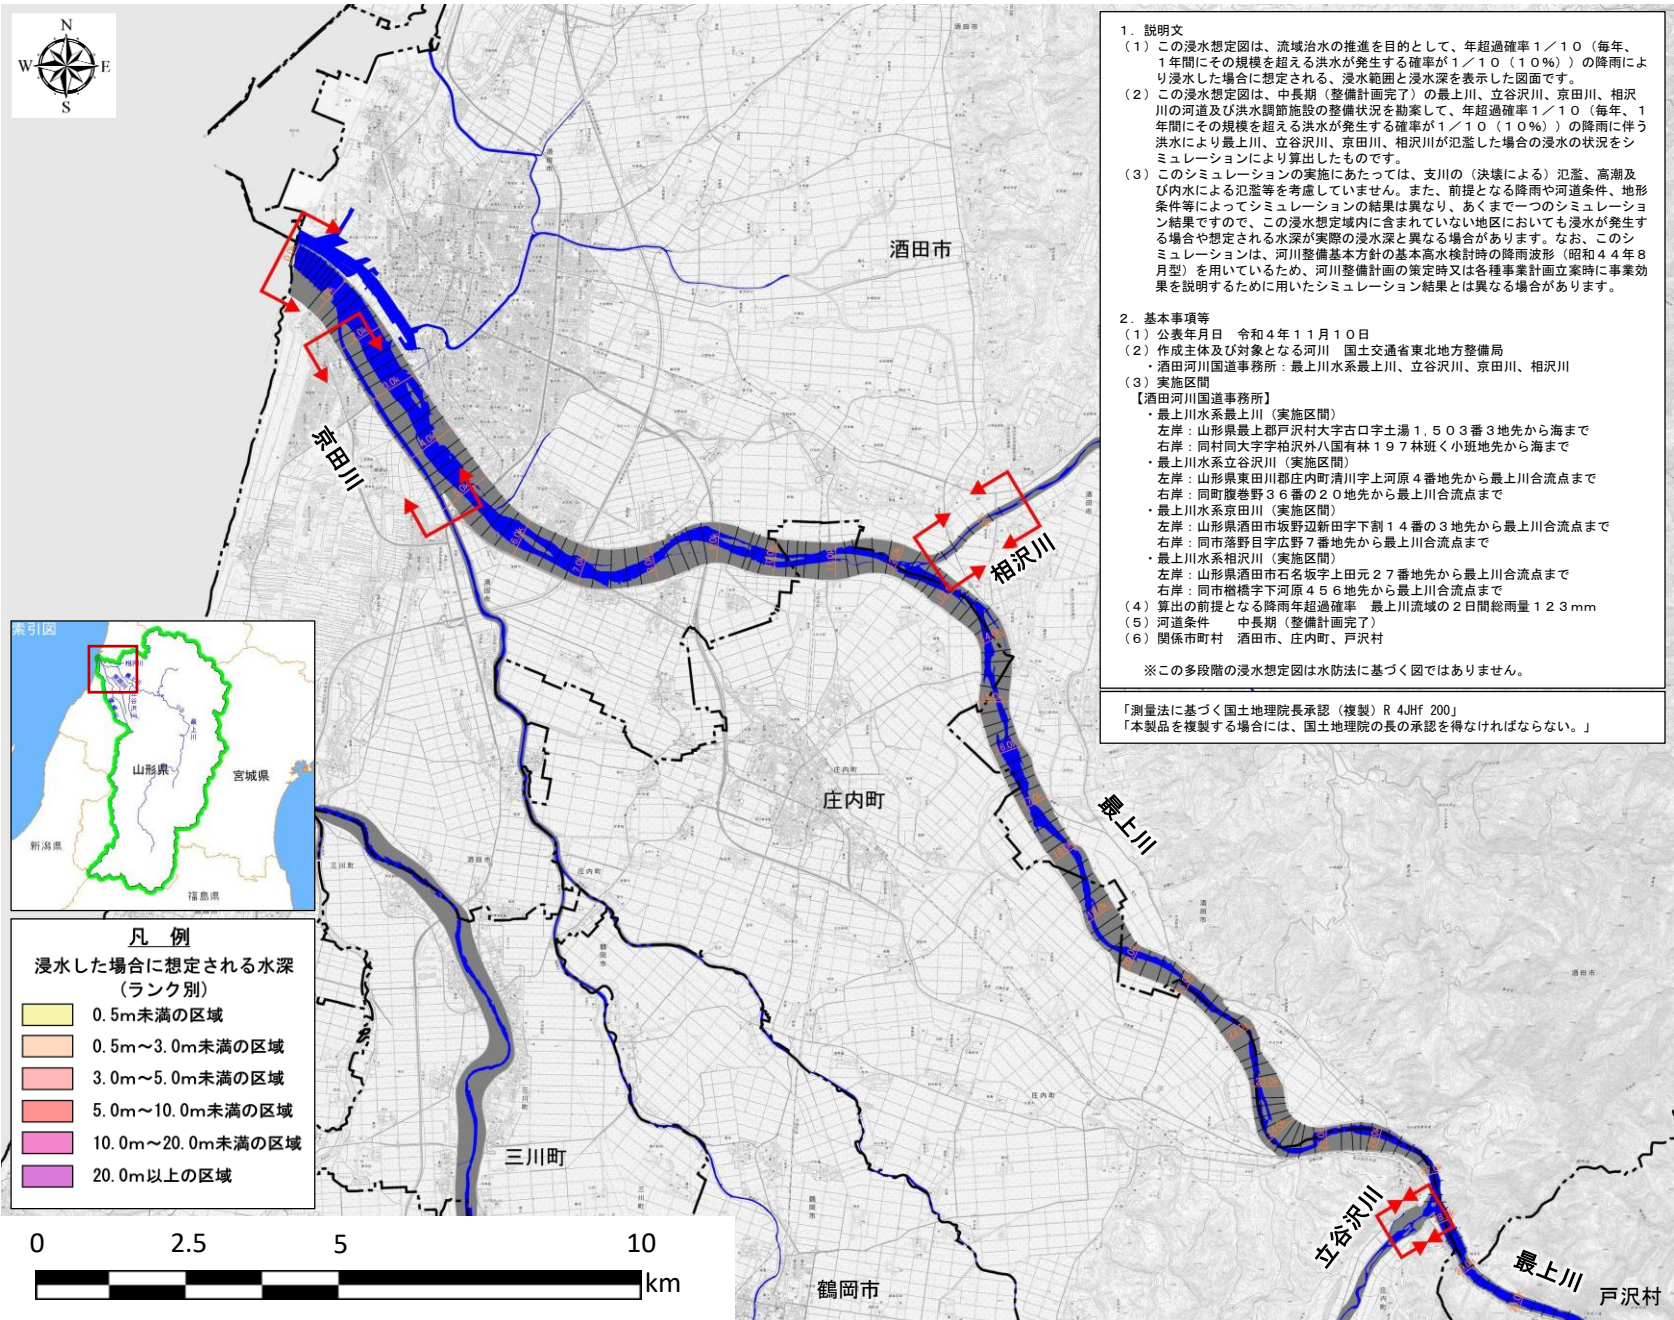 N
W
E
S
1. 説明文
(1) この浸水想定図は、流域治水の推進を目的として、年超過確率1/10(毎年、
1年間にその規模を超える洪水が発生する確率が1/10(10%))の降雨によ
り浸水した場合に想定される、浸水範囲と浸水深を表示した図面です。
(2) この浸水想定図は、中長期(整備計画完了)の最上川、立谷沢川、京田川、相沢
川の河道及び洪水調節施設の整備状況を勘案して、年超過確率1/10(毎年、1
年間にその規模を超える洪水が発生する確率が1/10(10%))の降雨に伴う
洪水により最上川、立谷沢川、京田川、相沢川が氾濫した場合の浸水の状況をシ
ミュレーションにより算出したものです。
(3) このシミュレーションの実施にあたっては、支川の(決壊による)氾濫、高潮及
び内水による氾濫等を考慮していません。また、前提となる降雨や河道条件、地形
条件等によってシミュレーションの結果は異なり、あくまで一つのシミュレーショ
ン結果ですので、この浸水想定域内に含まれていない地区においても浸水が発生す
る場合や想定される水深が実際の浸水深と異なる場合があります。なお、このシ
ミュレーションは、河川整備基本方針の基本高水検討時の降雨波形(昭和44年8
月型)を用いているため、河川整備計画の策定時又は各種事業計画立案時に事業効
果を説明するために用いたシミュレーション結果とは異なる場合があります。
2. 基本事項等
(1) 公表年月日 令和4年11月10日
(2) 作成主体及び対象となる河川 国土交通省東北地方整備局
・酒田河川国道事務所:最上川水系最上川、立谷沢川、京田川、相沢川
(3) 実施区間
【酒田河川国道事務所】
・最上川水系最上川(実施区間)
左岸:山形県最上郡戸沢村大字古口字土湯1,503番3地先から海まで
右岸:同村同大字字柏沢外八国有林197林班く小班地先から海まで
・最上川水系立谷沢川(実施区間)
左岸:山形県東田川郡庄内町清川字上河原4番地先から最上川合流点まで
右岸:同町腹巻野36番の20地先から最上川合流点まで
・最上川水系京田川(実施区間)
左岸:山形県酒田市坂野辺新田字下割14番の3地先から最上川合流点まで
右岸:同市落野目字広野7番地先から最上川合流点まで
・最上川水系相沢川(実施区間)
左岸:山形県酒田市石名坂字上田元27番地先から最上川合流点まで
右岸:同市楢橋字下河原456地先から最上川合流点まで
(4) 算出の前提となる降雨年超過確率 最上川流域の2日間総雨量123mm
(5) 河道条件 中長期(整備計画完了)
(6) 関係市町村 酒田市、庄内町、戸沢村
※この多段階の浸水想定図は水防法に基づく図ではありません。
「測量法に基づく国土地理院長承認(複製)R 4JHf 200」
「本製品を複製する場合には、国土地理院の長の承認を得なければならない。」
酒田市
京田川
相沢川
庄内町
最上川
三川町
鶴岡市
立谷沢川
最上川
戸沢村
索引図
相沢川
最上川
山形県
宮城県
新潟県
福島県
凡 例
浸水した場合に想定される水深
(ランク別)
0.5m未満の区域
0.5m~3.0m未満の区域
3.0m~5.0m未満の区域
5.0m~10.0m未満の区域
10.0m~20.0m未満の区域
20.0m以上の区域
0
2.5
5
10
km